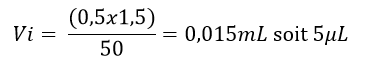 Vi = (0,5x1,5)/50 = 0,015mL soit 5µL